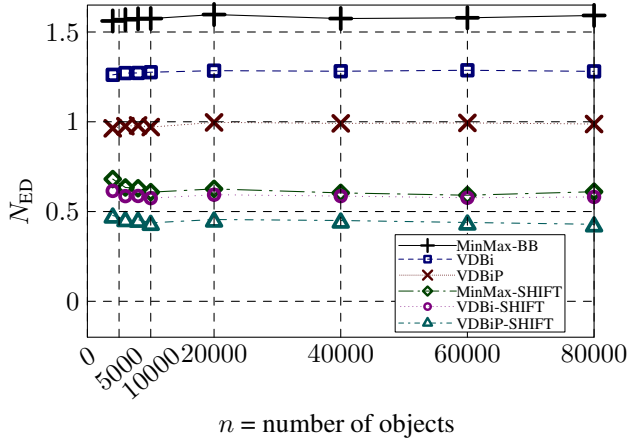 1.5
1
0.5
0
N_ED
MinMax-BB
VDBi
VDBiP
MinMax-SHIFT
VDBi-SHIFT
VDBiP-SHIFT
0 5000 10000 20000 40000 60000 80000
n = number of objects